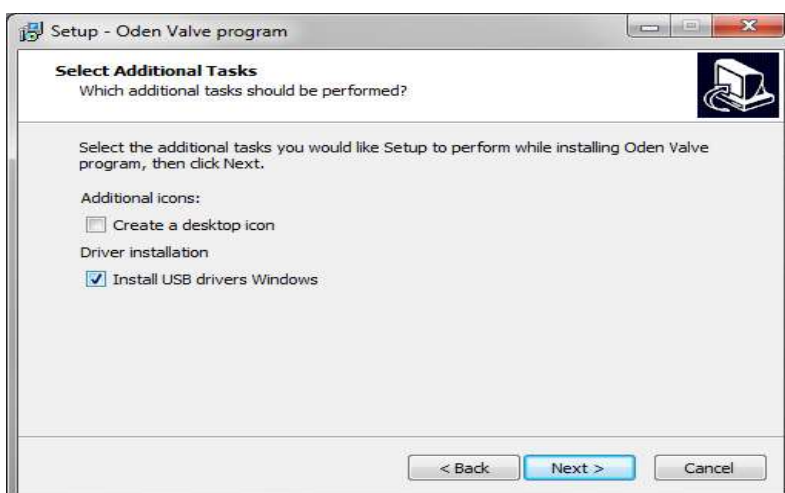 Setup - Oden Valve program
Select Additional Tasks
Which additional tasks should be performed?
Select the additional tasks you would like Setup to perform while installing Oden Valve
program, then click Next.
Additional icons:
Create a desktop icon
Driver installation
Install USB drivers Windows
< Back
Next >
Cancel